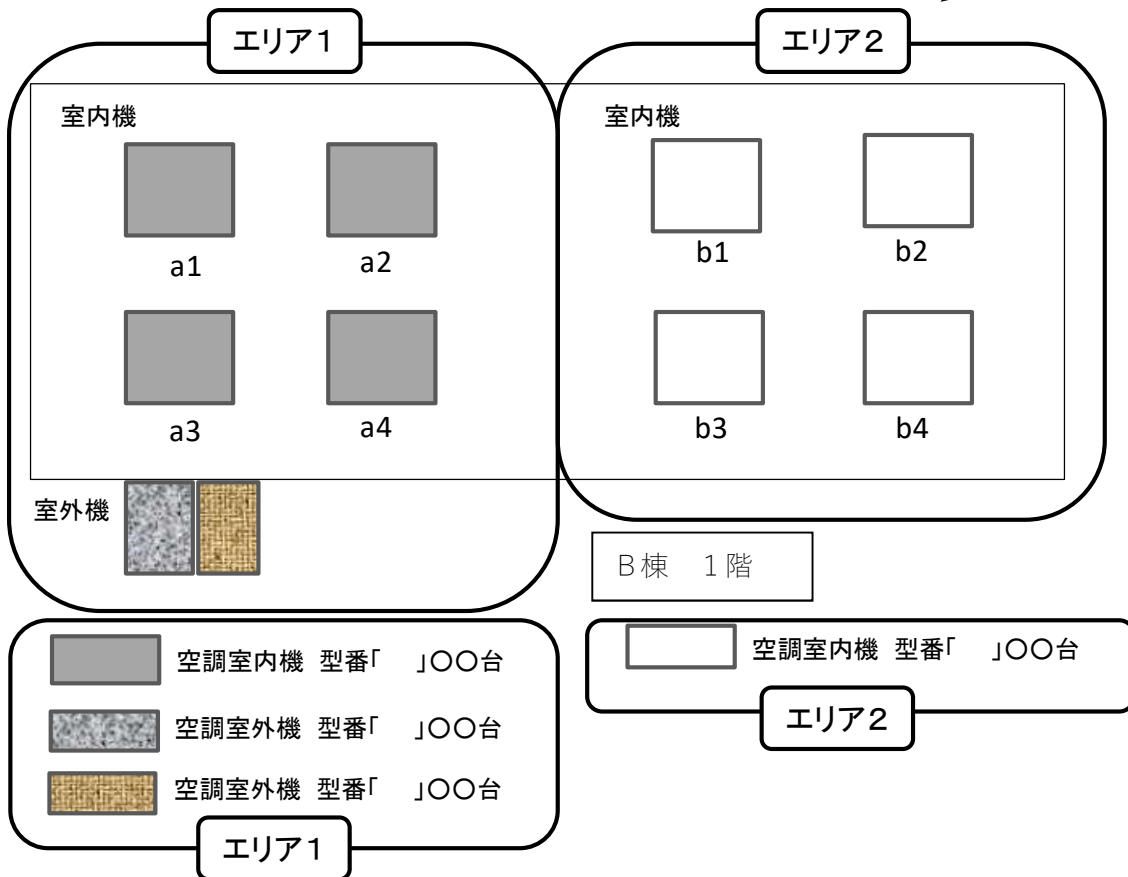 エリア1
エリア2
室内機
室内機
a1
a2
b1
b2
a3
a4
b3
b4
室外機
B棟　1階
空調室内機 型番「　　」〇〇台
空調室外機 型番「　　」〇〇台
空調室外機 型番「　　」〇〇台
エリア1
空調室内機 型番「　　」〇〇台
エリア2